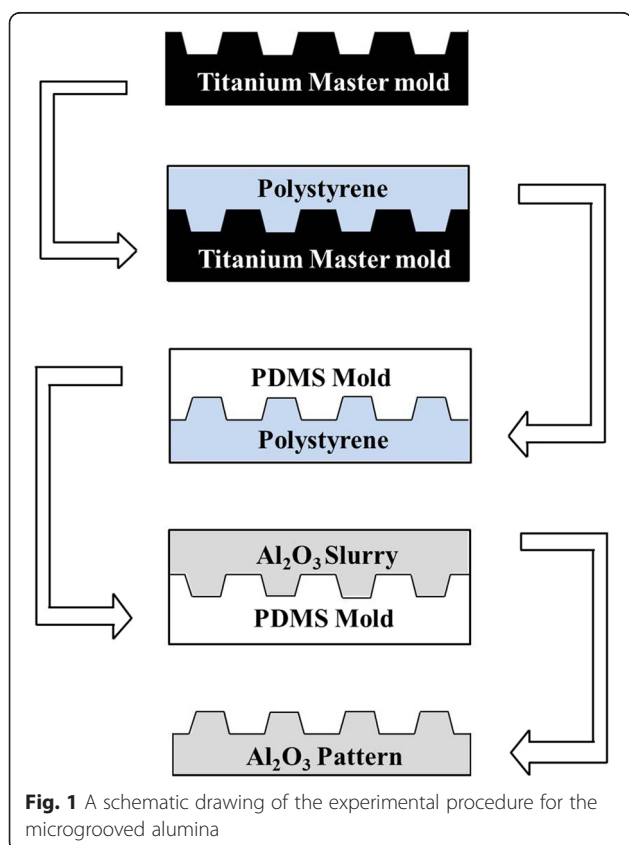 Titanium Master mold
Polystyrene
Titanium Master mold
PDMS Mold
Polystyrene
Al₂O₃ Slurry
PDMS Mold
Al₂O₃ Pattern
Fig. 1 A schematic drawing of the experimental procedure for the
microgrooved alumina